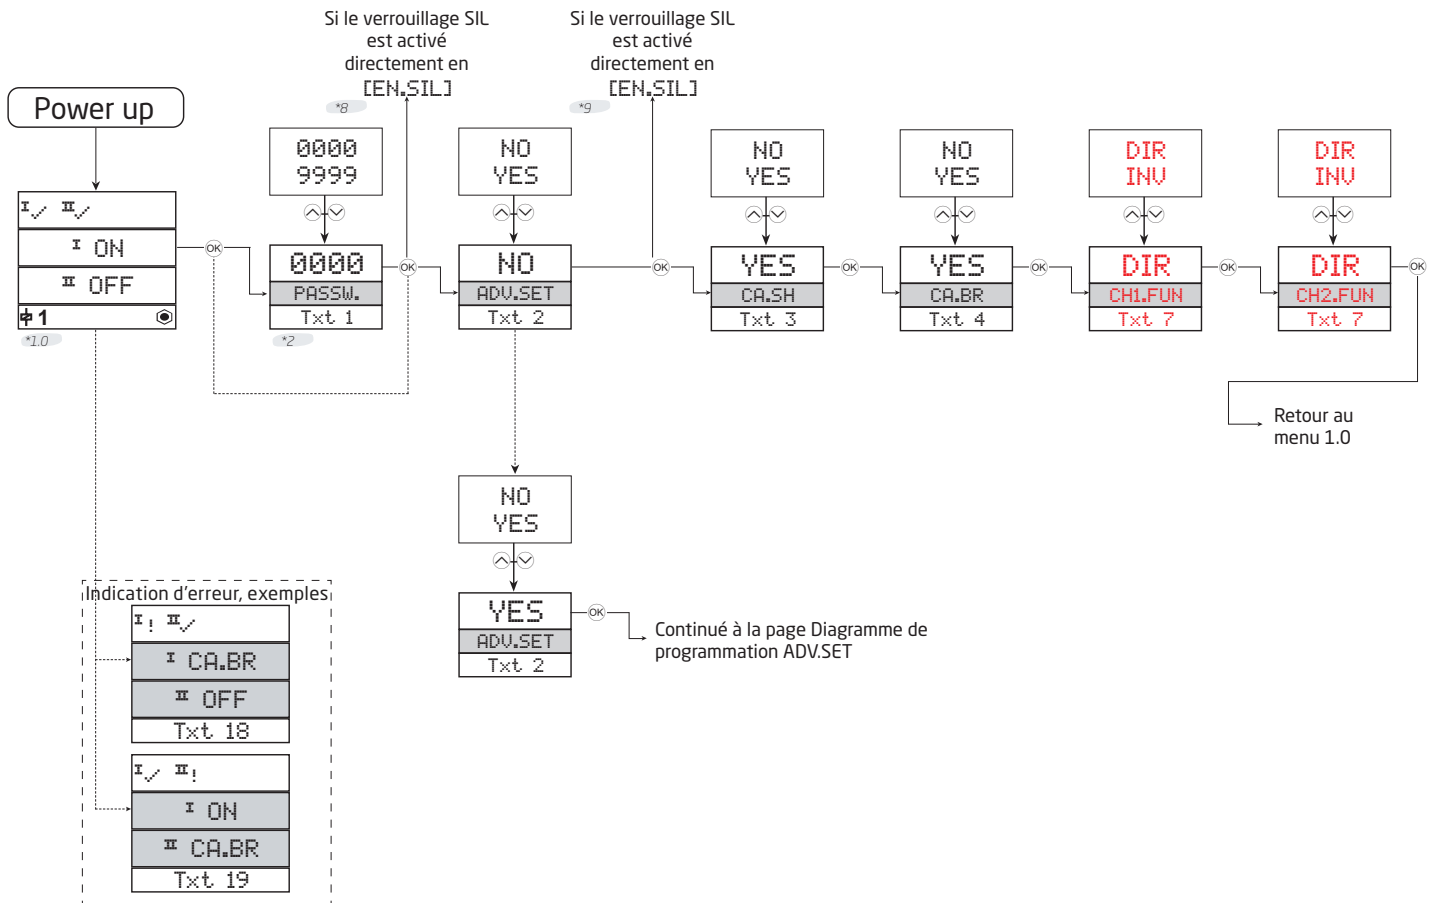 Si le verrouillage SIL
est activé
directement en
[EN.SIL]
*8
Si le verrouillage SIL
est activé
directement en
[EN.SIL]
*9
Power up
I II
I ON
II OFF
1
*1.0
OK
0000
9999
0000
PASSW.
Txt 1
*2
OK
NO
YES
NO
ADV.SET
Txt 2
OK
NO
YES
YES
CA.SH
Txt 3
OK
NO
YES
YES
CA.BR
Txt 4
OK
DIR
INV
DIR
CH1.FUN
Txt 7
OK
DIR
INV
DIR
CH2.FUN
Txt 7
OK
Retour au
menu 1.0
NO
YES
YES
ADV.SET
Txt 2
OK
Continué à la page Diagramme de
programmation ADV.SET
Indication d'erreur, exemples
I! II
I CA.BR
II OFF
Txt 18
I II!
I ON
II CA.BR
Txt 19